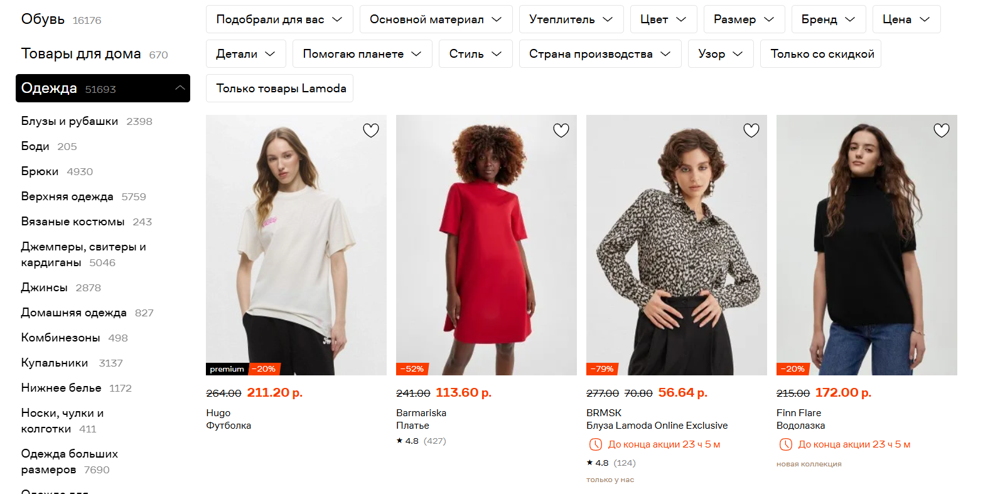 Обувь 16176
Товары для дома 670
Одежда 51693
Блузы и рубашки 2398
Боди 205
Брюки 4930
Верхняя одежда 5759
Вязаные костюмы 243
Джемперы, свитеры и
кардиганы 5046
Джинсы 2878
Домашняя одежда 827
Комбинезоны 498
Купальники 3137
Нижнее белье 1172
Носки, чулки и
колготки 411
Одежда больших
размеров 7690
Одежда для
Подобрали для вас
Основной материал
Утеплитель
Цвет
Размер
Бренд
Цена
Детали
Помогаю планете
Стиль
Страна производства
Узор
Только со скидкой
Только товары Lamoda
premium −20%
264.00 211.20 р.
Hugo
Футболка
−52%
241.00 113.60 р.
Barmariska
Платье
★ 4.8 (427)
−79%
277.00 70.80 56.64 р.
BRMSK
Блуза Lamoda Online Exclusive
До конца акции 23 ч 5 м
★ 4.8 (124)
только у нас
−20%
215.00 172.00 р.
Finn Flare
Водолазка
До конца акции 23 ч 5 м
новая коллекция